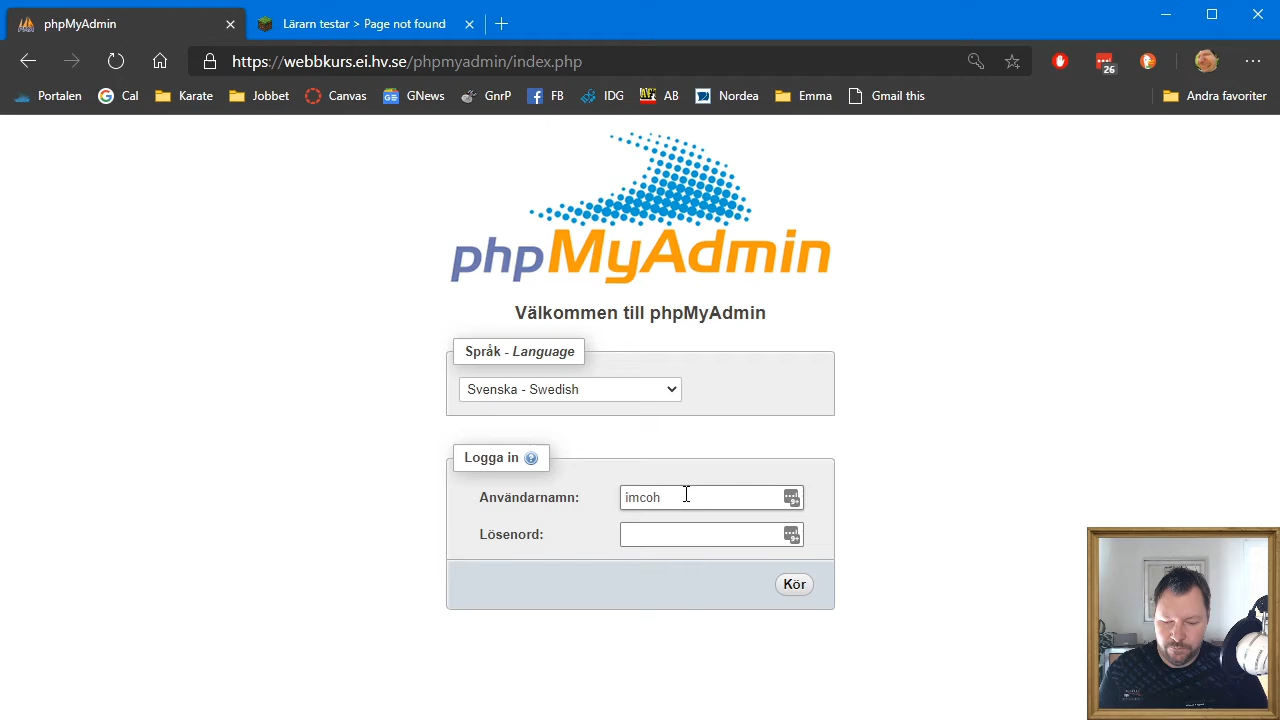 phpMyAdmin
Lärarn testar > Page not found
https://webbkurs.ei.hv.se/phpmyadmin/index.php
26
Portalen
Cal
Karate
Jobbet
Canvas
GNews
GnrP
FB
IDG
AB
Nordea
Emma
Gmail this
Andra favoriter
phpMyAdmin
Välkommen till phpMyAdmin
Språk - Language
Svenska - Swedish
Logga in
Användarnamn: imcoh
Lösenord:
Kör